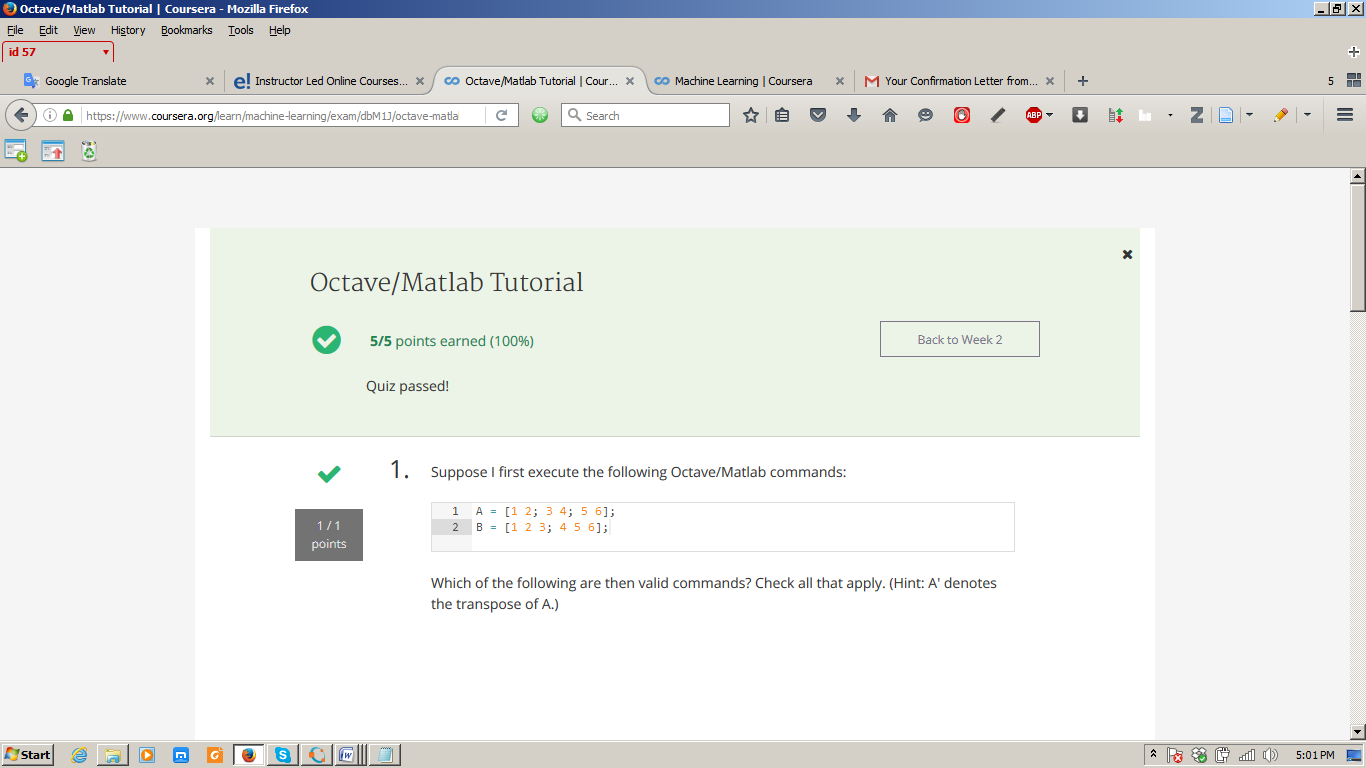 Octave/Matlab Tutorial | Coursera - Mozilla Firefox
File Edit View History Bookmarks Tools Help
id 57
Google Translate
e! Instructor Led Online Courses...
Octave/Matlab Tutorial | Cour...
Machine Learning | Coursera
Your Confirmation Letter from...
5
https://www.coursera.org/learn/machine-learning/exam/dbM1J/octave-matla
Search
ABP
Z
Octave/Matlab Tutorial
5/5 points earned (100%)
Back to Week 2
Quiz passed!
1. Suppose I first execute the following Octave/Matlab commands:
1 / 1
points
1 A = [1 2; 3 4; 5 6];
2 B = [1 2 3; 4 5 6];
Which of the following are then valid commands? Check all that apply. (Hint: A' denotes
the transpose of A.)
Start
5:01 PM